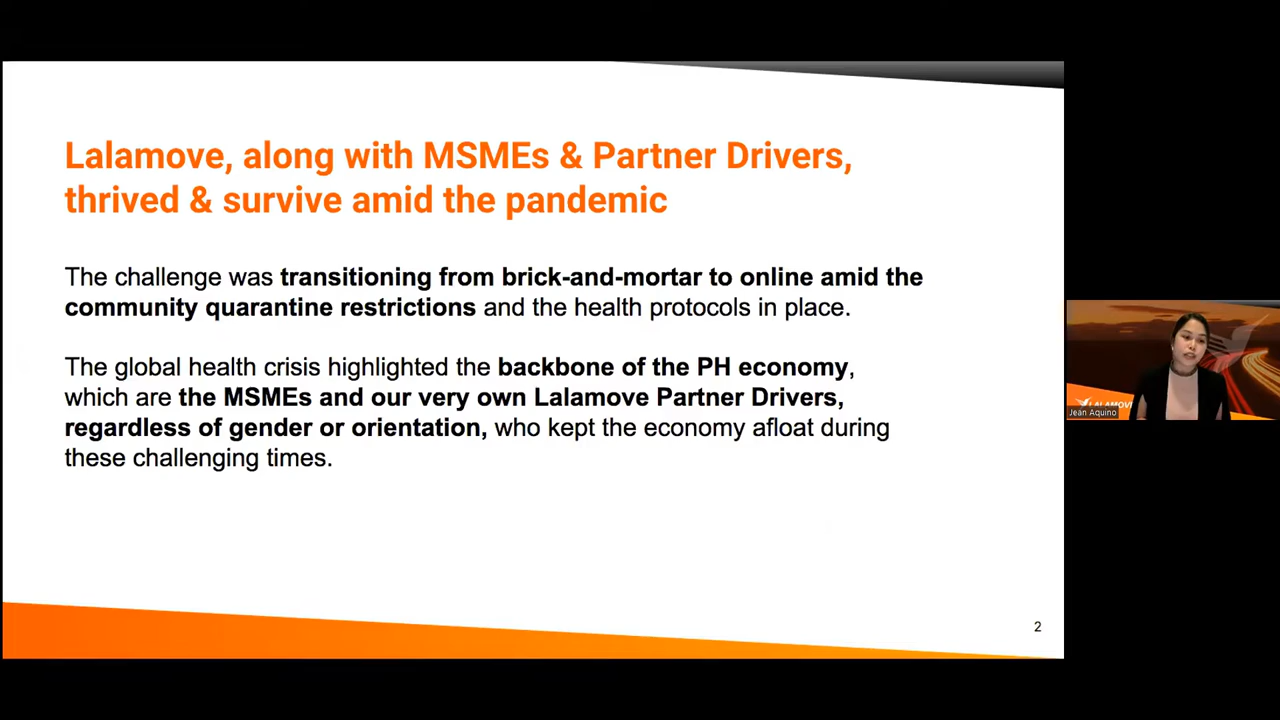 Lalamove, along with MSMEs & Partner Drivers,
thrived & survive amid the pandemic
The challenge was transitioning from brick-and-mortar to online amid the
community quarantine restrictions and the health protocols in place.
The global health crisis highlighted the backbone of the PH economy,
which are the MSMEs and our very own Lalamove Partner Drivers,
regardless of gender or orientation, who kept the economy afloat during
these challenging times.
2
LALAMOVE
Jean Aquino